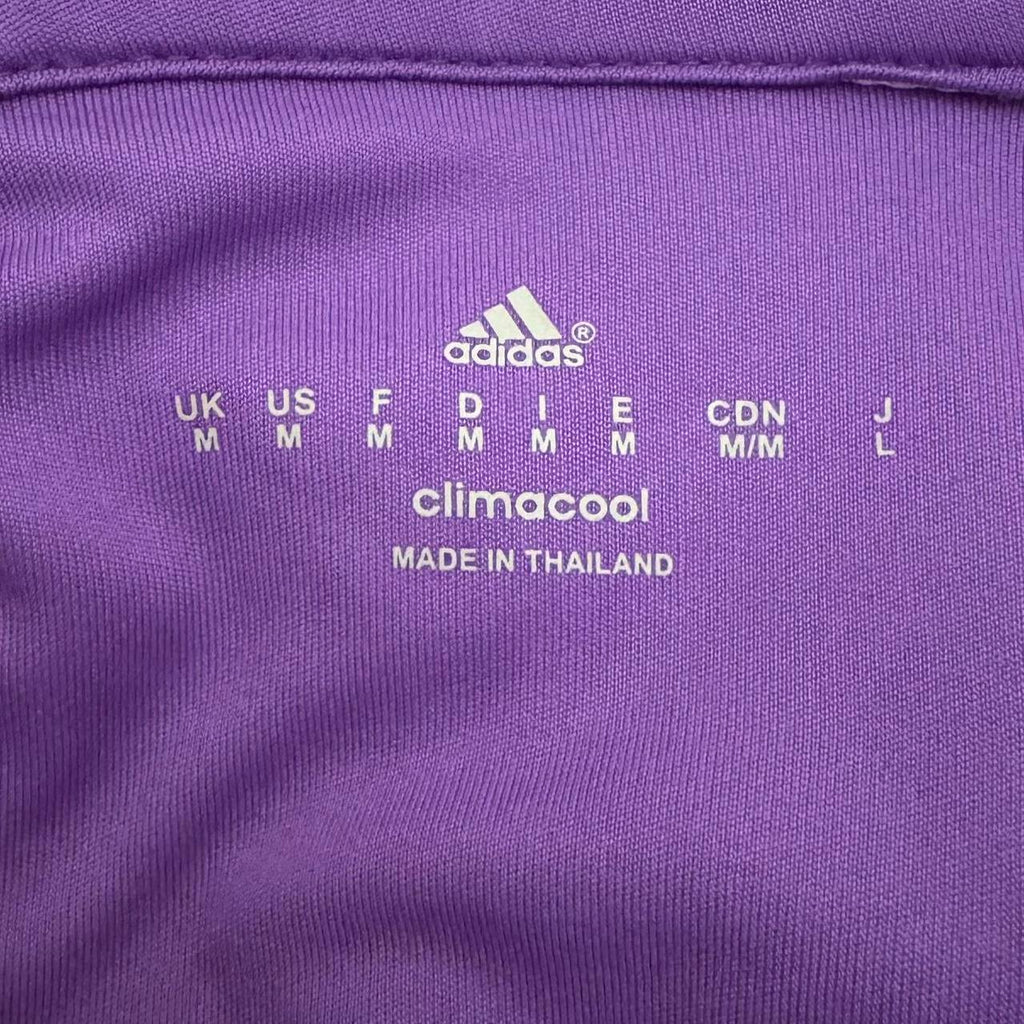 adidas®
UK US F D I E CDN J
M M M M M M M/M L
climacool
MADE IN THAILAND